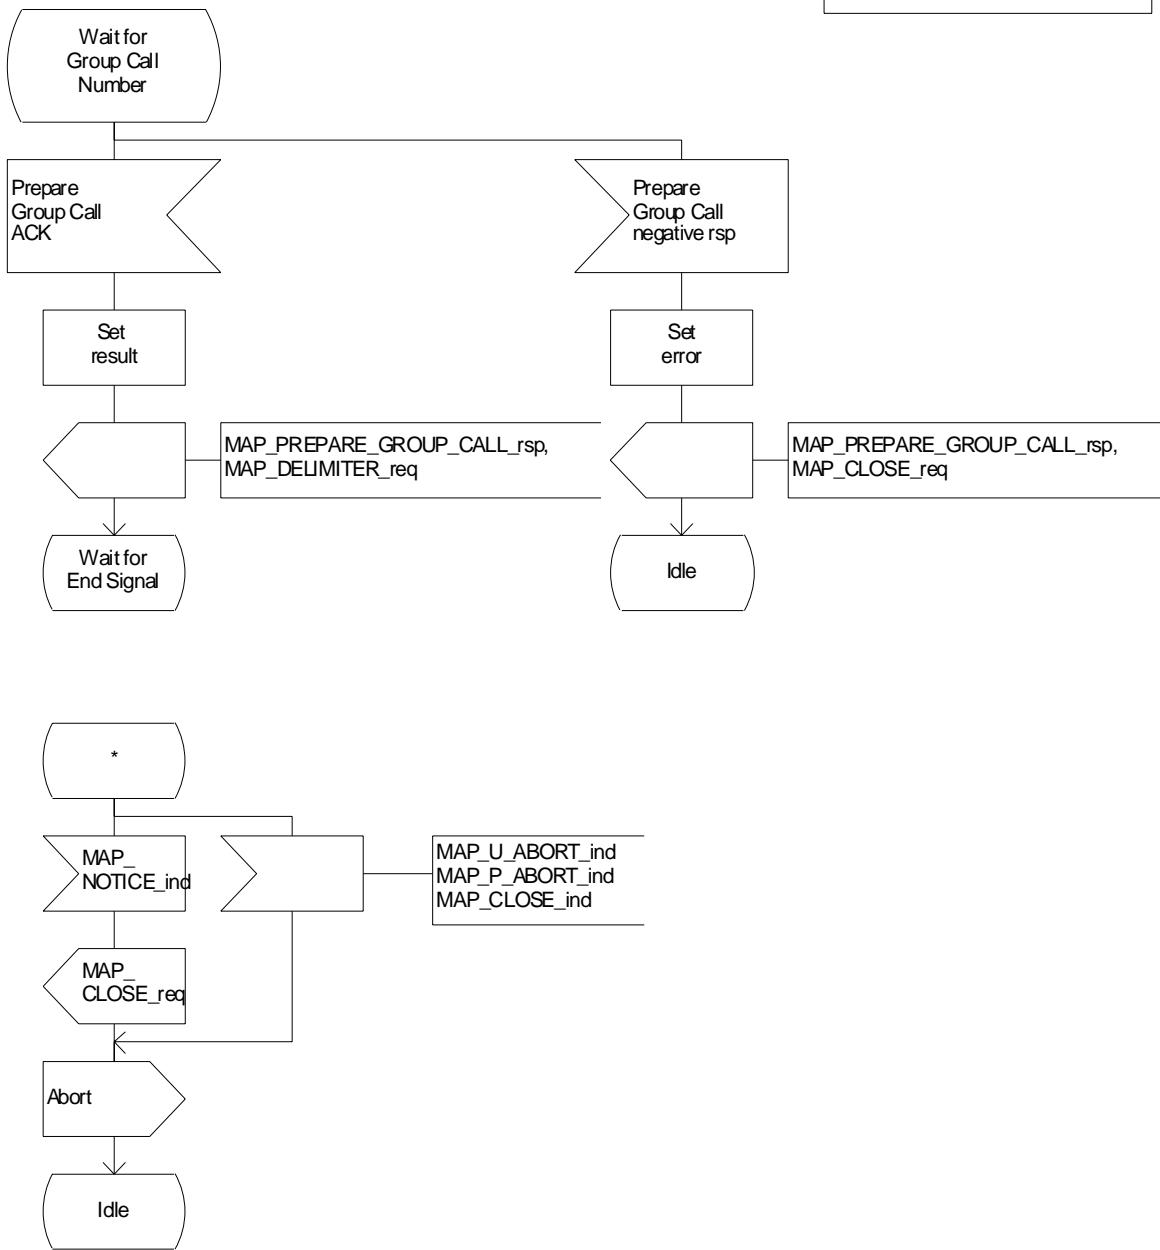 Wait for
Group Call
Number
Prepare
Group Call
ACK
Prepare
Group Call
negative rsp
Set
result
Set
error
MAP_PREPARE_GROUP_CALL_rsp,
MAP_DELIMITER_req
MAP_PREPARE_GROUP_CALL_rsp,
MAP_CLOSE_req
Wait for
End Signal
Idle
*
MAP_
NOTICE_ind
MAP_U_ABORT_ind
MAP_P_ABORT_ind
MAP_CLOSE_ind
MAP_
CLOSE_req
Abort
Idle